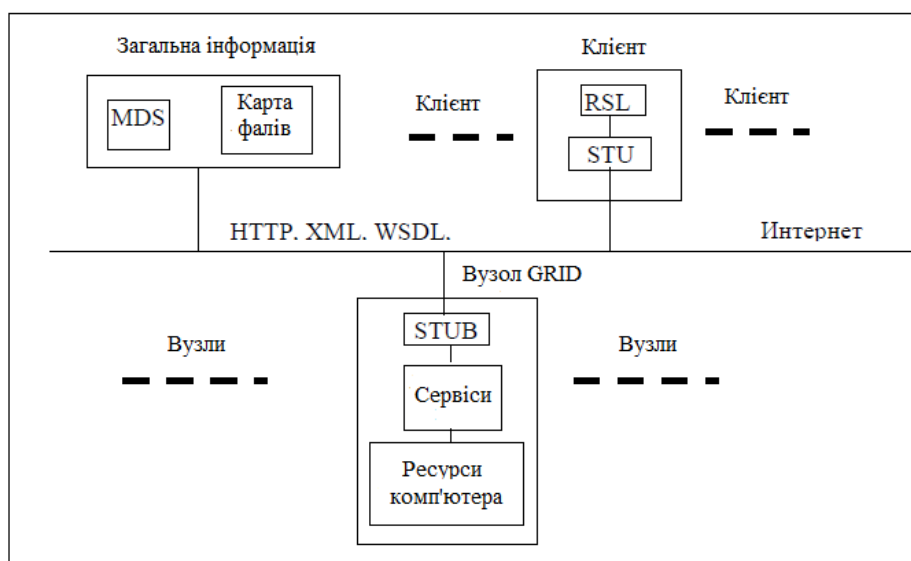 Загальна інформація
Клієнт
MDS
Карта
фалів
Клієнт
RSL
STU
Клієнт
HTTP. XML. WSDL.
Интернет
Вузол GRID
STUB
Вузли
Вузли
Сервіси
Ресурси
комп'ютера